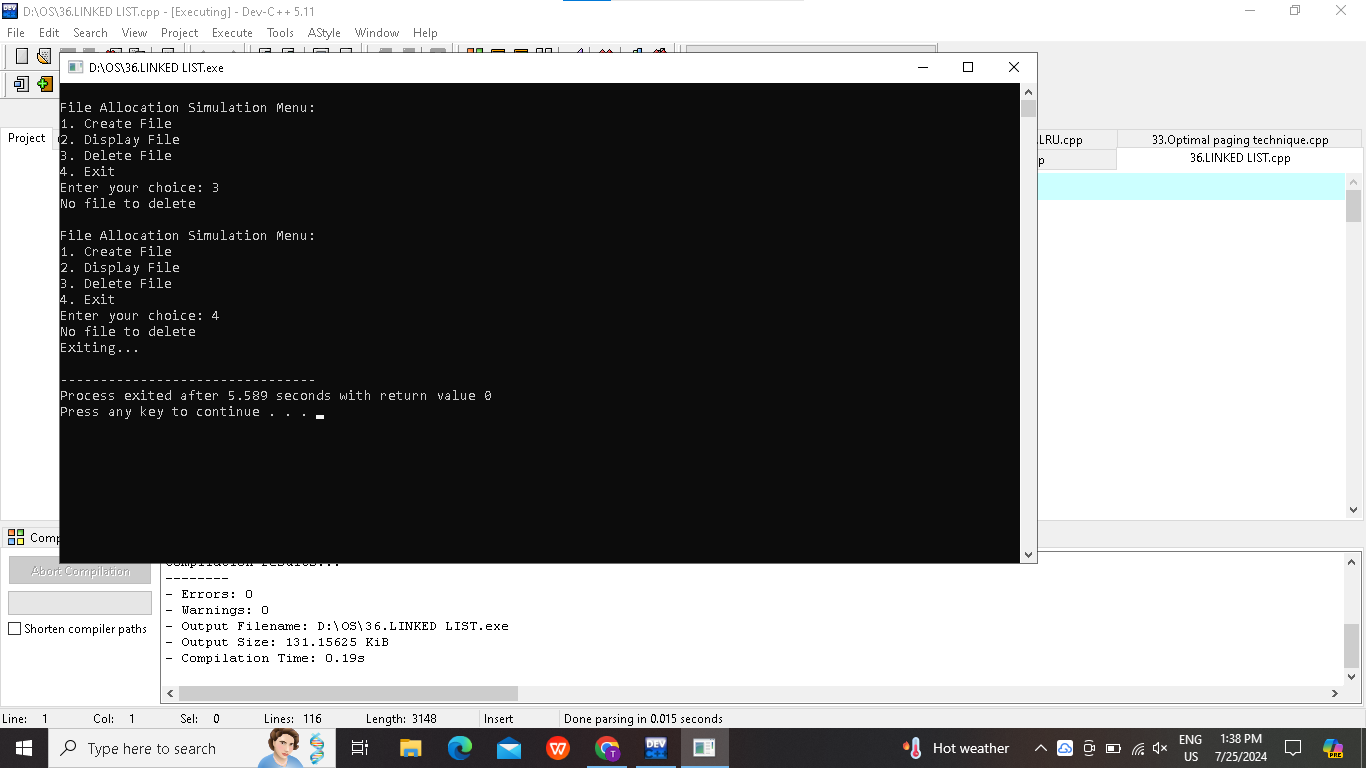 D:\OS\36.LINKED LIST.cpp - [Executing] - Dev-C++ 5.11
File Edit Search View Project Execute Tools AStyle Window Help
D:\OS\36.LINKED LIST.exe
File Allocation Simulation Menu:
1. Create File
2. Display File
3. Delete File
4. Exit
Enter your choice: 3
No file to delete
File Allocation Simulation Menu:
1. Create File
2. Display File
3. Delete File
4. Exit
Enter your choice: 4
No file to delete
Exiting...
--------------------------------
Process exited after 5.589 seconds with return value 0
Press any key to continue . . .
Project
LRU.cpp 33.Optimal paging technique.cpp
36.LINKED LIST.cpp
Abort Compilation
Shorten compiler paths
Compilation results...
--------
- Errors: 0
- Warnings: 0
- Output Filename: D:\OS\36.LINKED LIST.exe
- Output Size: 131.15625 KiB
- Compilation Time: 0.19s
Line: 1 Col: 1 Sel: 0 Lines: 116 Length: 3148 Insert Done parsing in 0.015 seconds
Type here to search
DEV
Hot weather
ENG
US
1:38 PM
7/25/2024
PRE